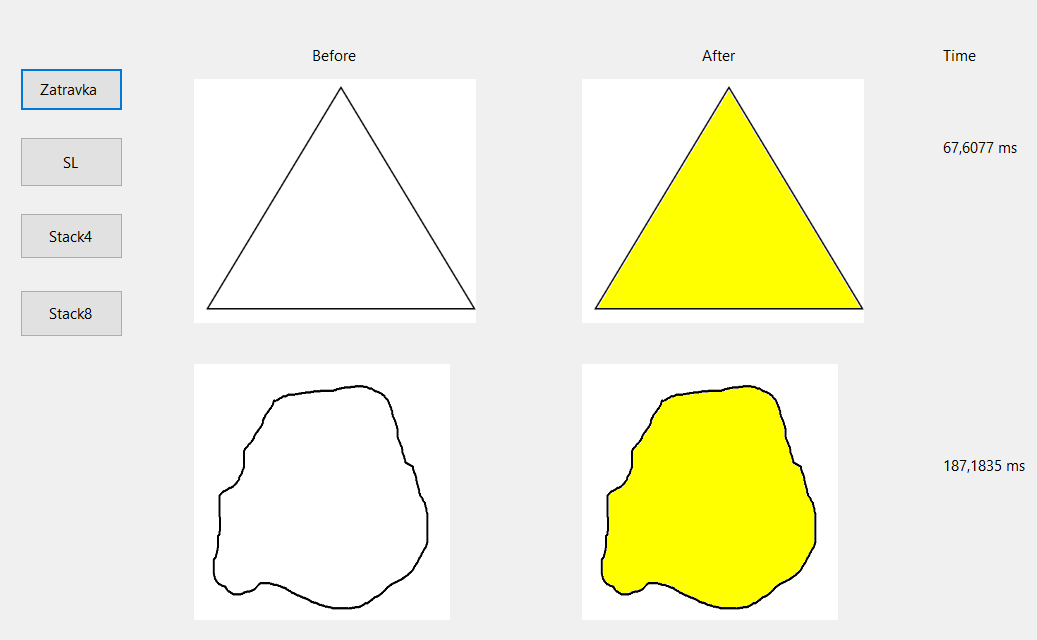 Before
After
Time
Zatravka
SL
Stack4
Stack8
67,6077 ms
187,1835 ms